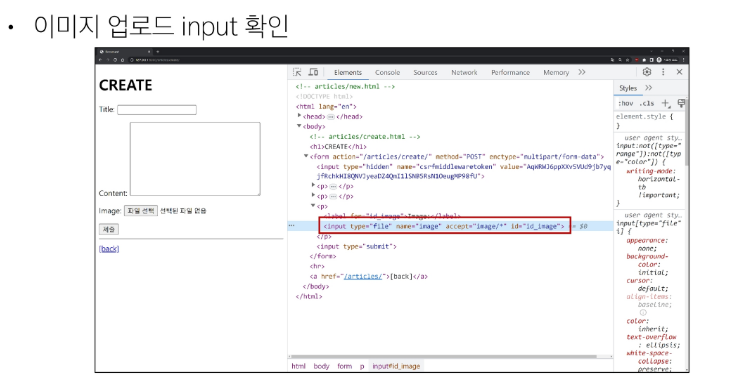 • 이미지 업로드 input 확인
CREATE
Title:
Content:
Image: 파일 선택 선택된 파일 없음
제출
[back]
Elements Console Sources Network Performance Memory
<!-- articles/new.html -->
<!DOCTYPE html>
<html lang="en">
<head> </head>
<body>
<!-- articles/create.html -->
<h1>CREATE</h1>
<form action="/articles/create/" method="POST" enctype="multipart/form-data">
<input type="hidden" name="csrfmiddlewaretoken" value=
<p> </p>
<p> </p>
<p>
<label for="id_image">Image:</label>
<input type="file" name="image" accept="image/*" id="id_image"> == $0
</p>
<input type="submit">
</form>
<hr>
<a href="/articles/">[back]</a>
</body>
</html>
html body form p input#id_image
Styles
:hov .cls
element.style {
}
user agent sty…
input:not([type="
range"]):not([typ
e="color"]) {
writing-mode:
horizontal-
tb
!important;
}
user agent sty…
input[type="file"
i] {
appearance:
none;
background-
color:
initial;
cursor:
default;
align-items:
baseline;
color:
inherit;
text-overflow
: ellipsis;
white-space-
collapse:
preserve;